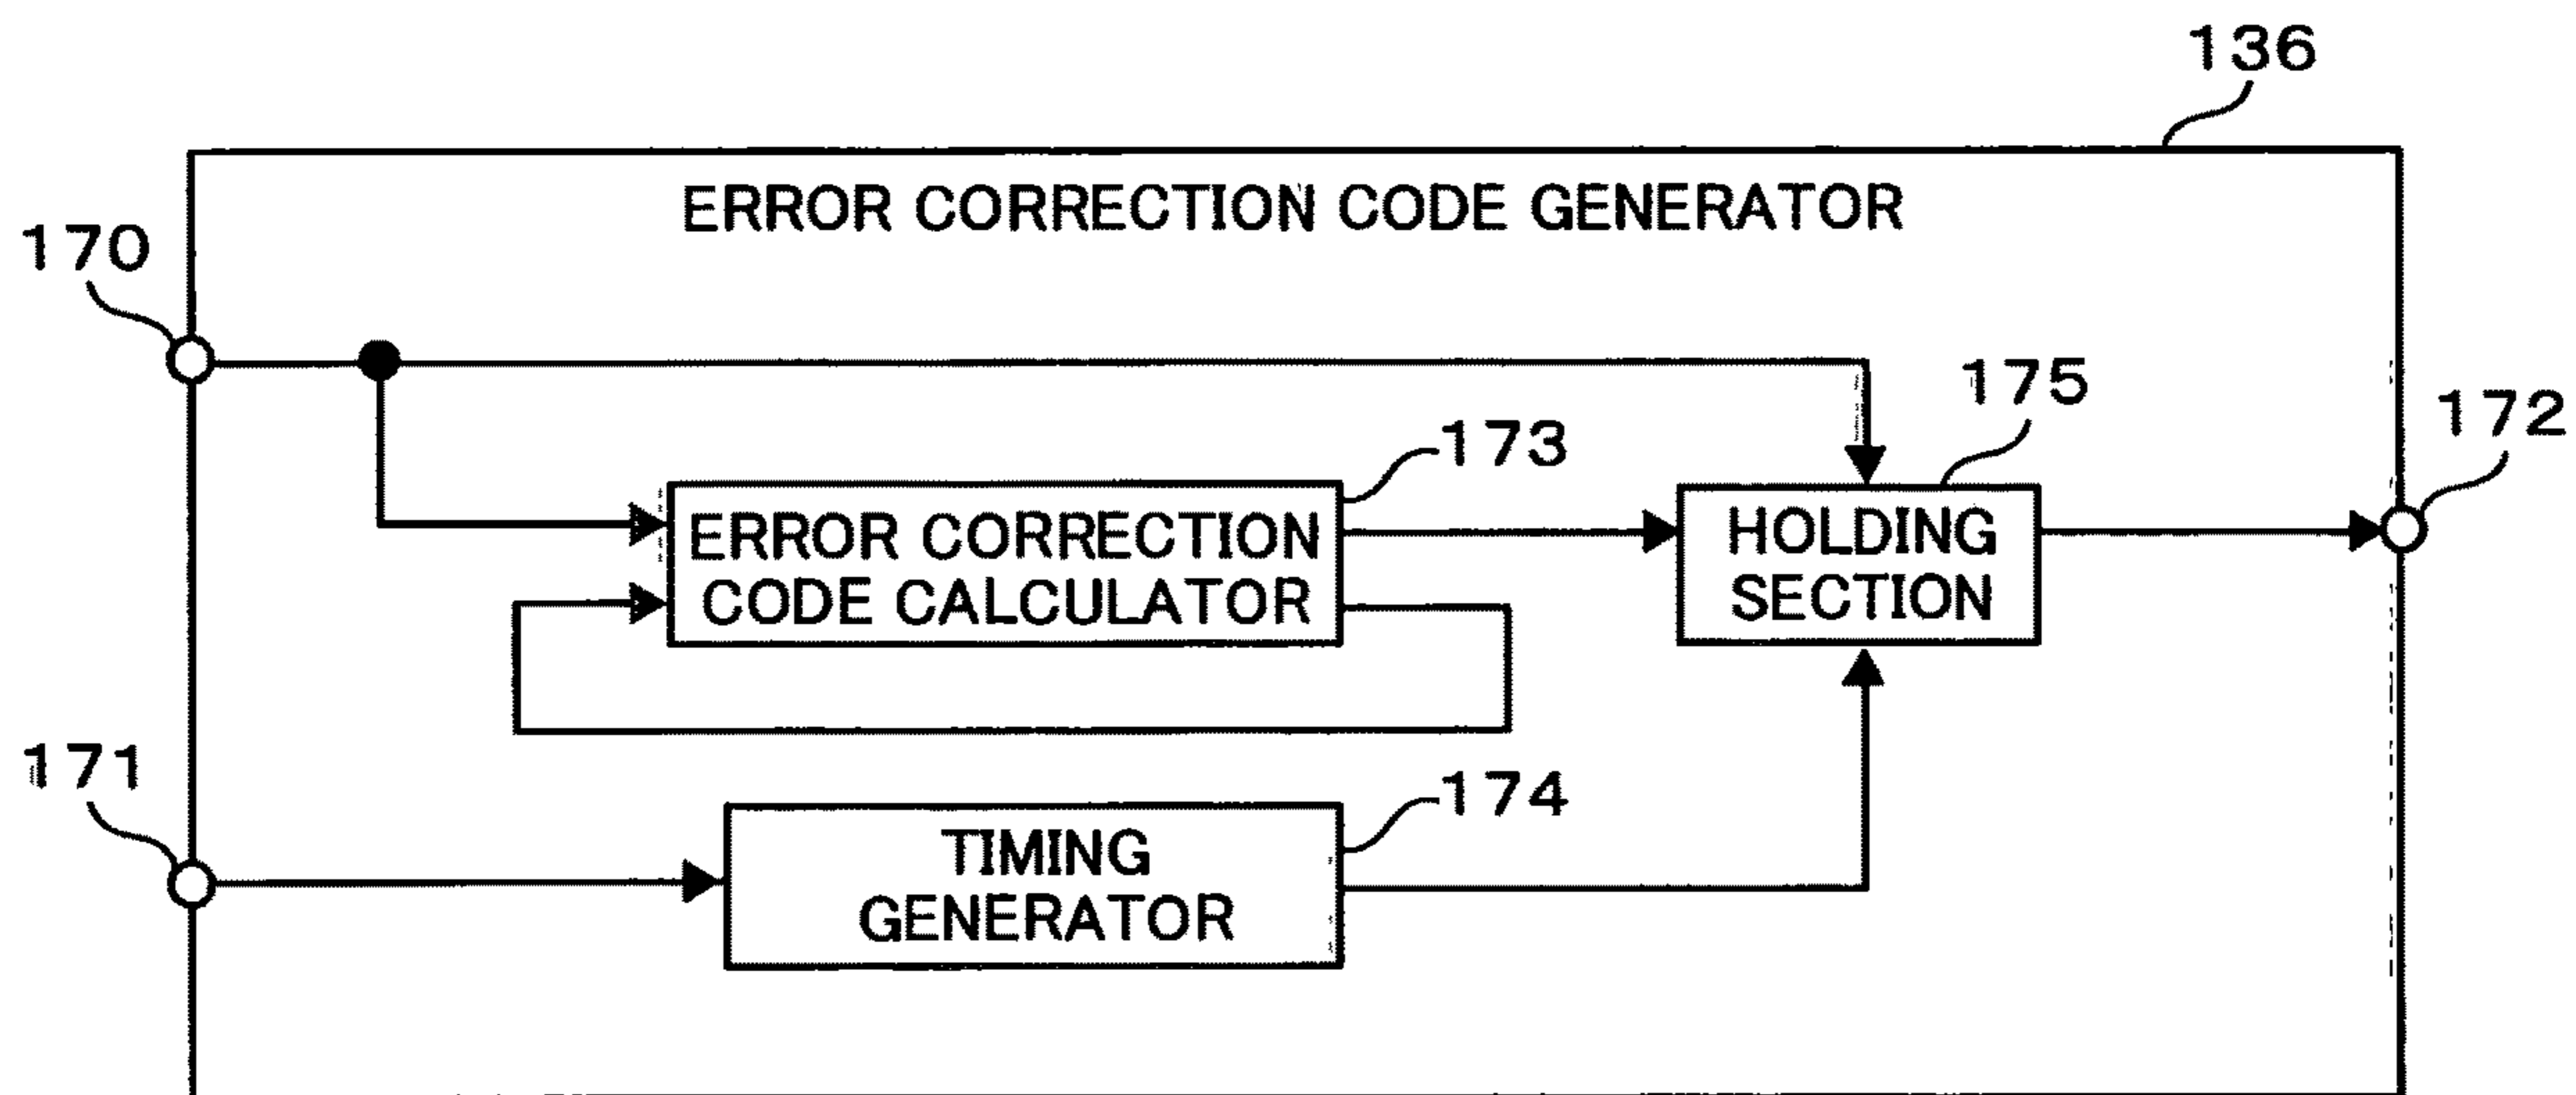 136
ERROR CORRECTION CODE GENERATOR
170
175
172
173
ERROR CORRECTION
CODE CALCULATOR
HOLDING
SECTION
171
174
TIMING
GENERATOR